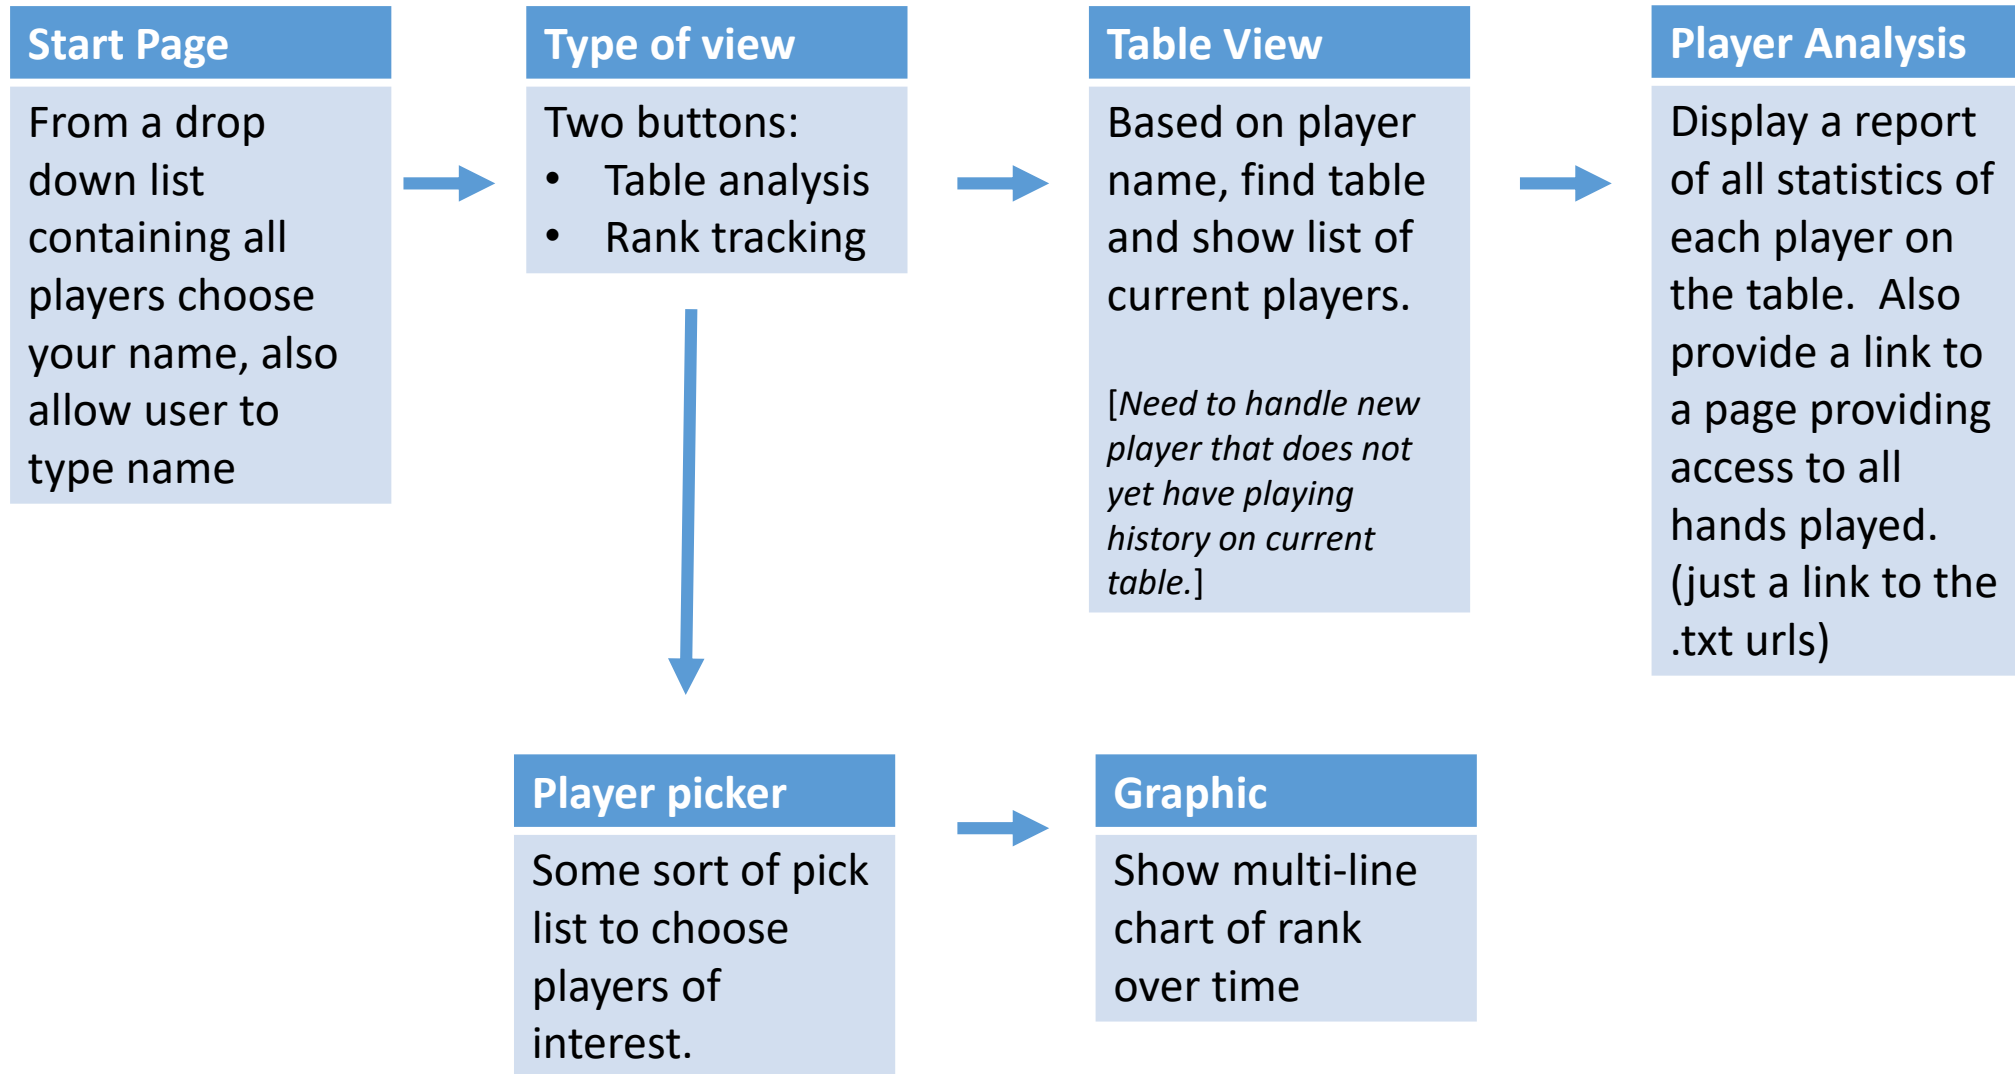 Start Page
From a drop
down list
containing all
players choose
your name, also
allow user to
type name
Type of view
Two buttons:
• Table analysis
• Rank tracking
Table View
Based on player
name, find table
and show list of
current players.
[Need to handle new
player that does not
yet have playing
history on current
table.]
Player Analysis
Display a report
of all statistics of
each player on
the table.  Also
provide a link to
a page providing
access to all
hands played.
(just a link to the
.txt urls)
Player picker
Some sort of pick
list to choose
players of
interest.
Graphic
Show multi-line
chart of rank
over time